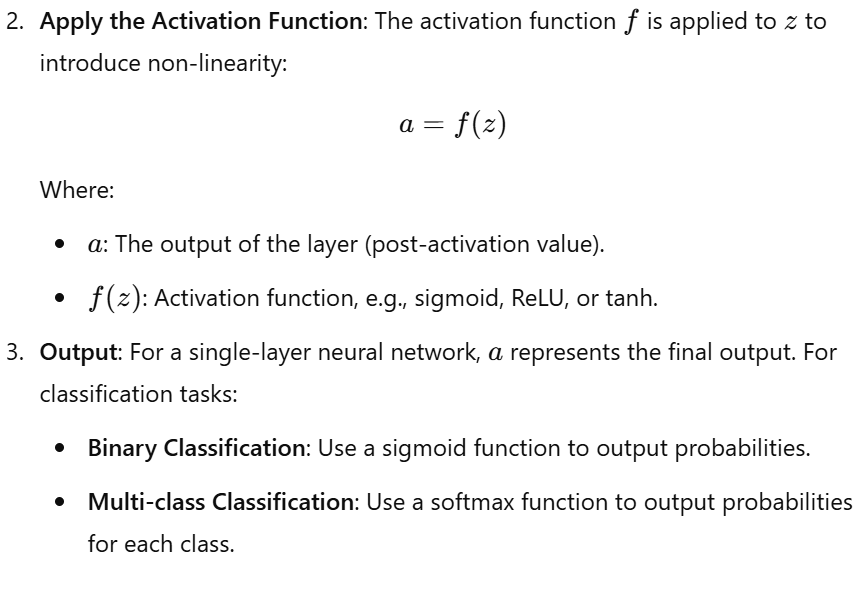 2. Apply the Activation Function: The activation function f is applied to z to
introduce non-linearity:
a = f(z)
Where:
• a: The output of the layer (post-activation value).
• f(z): Activation function, e.g., sigmoid, ReLU, or tanh.
3. Output: For a single-layer neural network, a represents the final output. For
classification tasks:
• Binary Classification: Use a sigmoid function to output probabilities.
• Multi-class Classification: Use a softmax function to output probabilities
for each class.